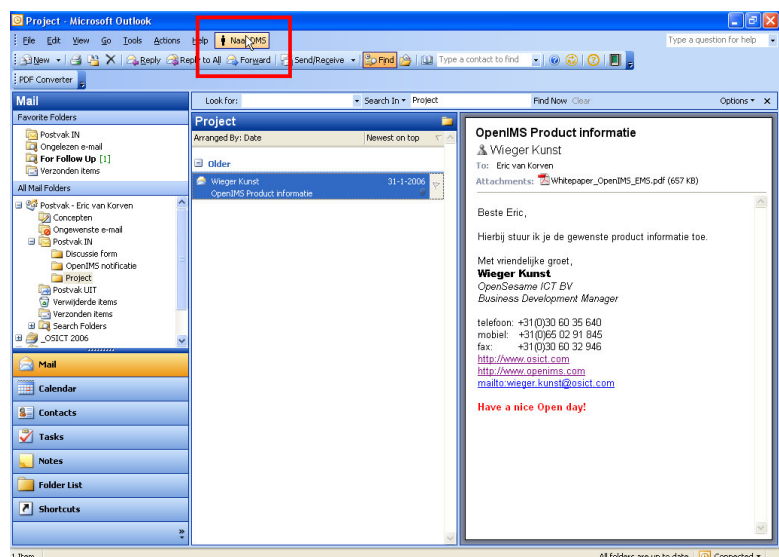 Project - Microsoft Outlook
File Edit View Go Tools Actions Help Naar DMS
Type a question for help
New Reply Reply to All Forward Send/Receive Find Type a contact to find
PDF Converter
Mail
Look for: Search In Project Find Now Clear Options
Favorite Folders
Postvak IN
Ongelezen e-mail
For Follow Up [1]
Verzonden items
All Mail Folders
Postvak - Eric van Korven
Concepten
Ongewenste e-mail
Postvak IN
Discussie form
OpenIMS notificatie
Project
Postvak UIT
Verwijderde items
Verzonden items
Search Folders
_OSICT 2006
Mail
Calendar
Contacts
Tasks
Notes
Folder List
Shortcuts
Project
Arranged By: Date Newest on top
Older
Wieger Kunst 31-1-2006
OpenIMS Product informatie
OpenIMS Product informatie
Wieger Kunst
To: Eric van Korven
Attachments: Whitepaper_OpenIMS_EMS.pdf (657 KB)
Beste Eric,
Hierbij stuur ik je de gewenste product informatie toe.
Met vriendelijke groet,
Wieger Kunst
OpenSesame ICT BV
Business Development Manager
telefoon: +31(0)30 60 35 640
mobiel: +31(0)65 02 91 845
fax: +31(0)30 60 32 946
http://www.osict.com
http://www.openims.com
mailto:wieger.kunst@osict.com
Have a nice Open day!
1 Item All folders are up to date. Connected